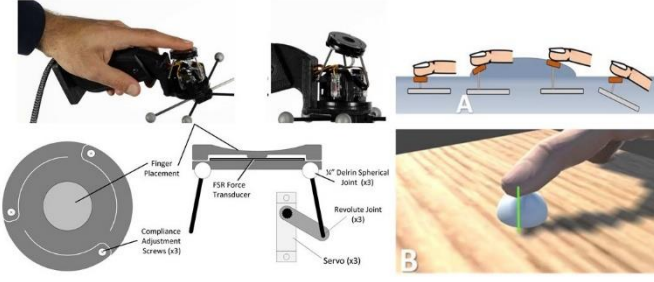 Finger
Placement
Compliance
Adjustment
Screws (x3)
FSR Force
Transducer
¼” Delrin Spherical
Joint (x3)
Revolute Joint
(x3)
Servo (x3)
A
B